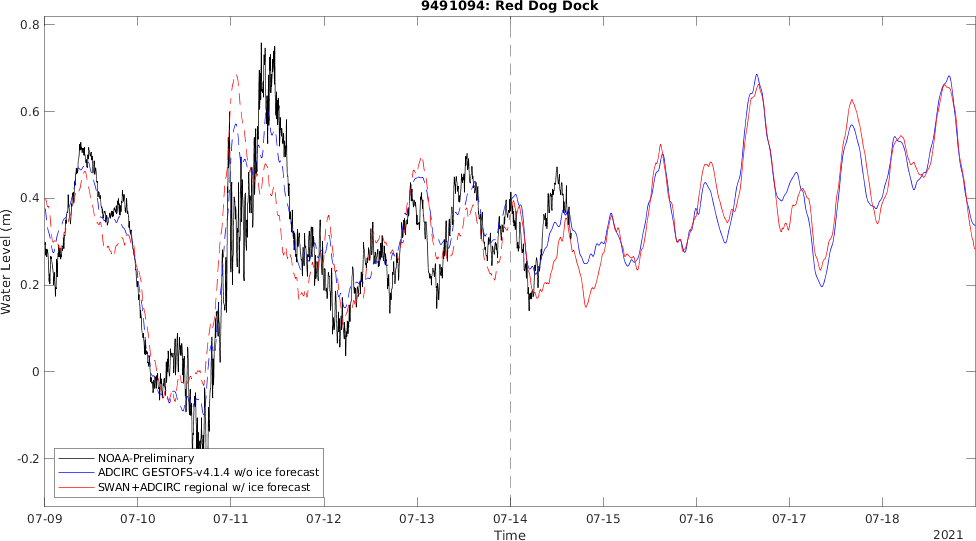 9491094: Red Dog Dock
Water Level (m)
0.8
0.6
0.4
0.2
0
-0.2
NOAA-Preliminary
ADCIRC GESTOFS-v4.1.4 w/o ice forecast
SWAN+ADCIRC regional w/ ice forecast
07-09 07-10 07-11 07-12 07-13 07-14 07-15 07-16 07-17 07-18
Time
2021